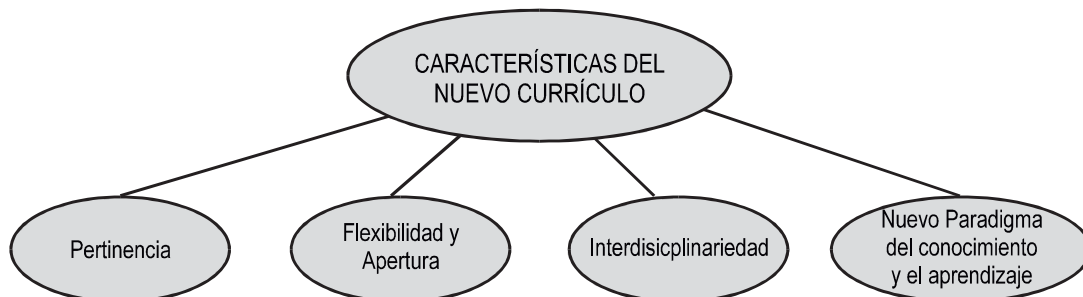 CARACTERÍSTICAS DEL
NUEVO CURRÍCULO
Pertinencia
Flexibilidad y
Apertura
Interdisicplinariedad
Nuevo Paradigma
del conocimiento
y el aprendizaje